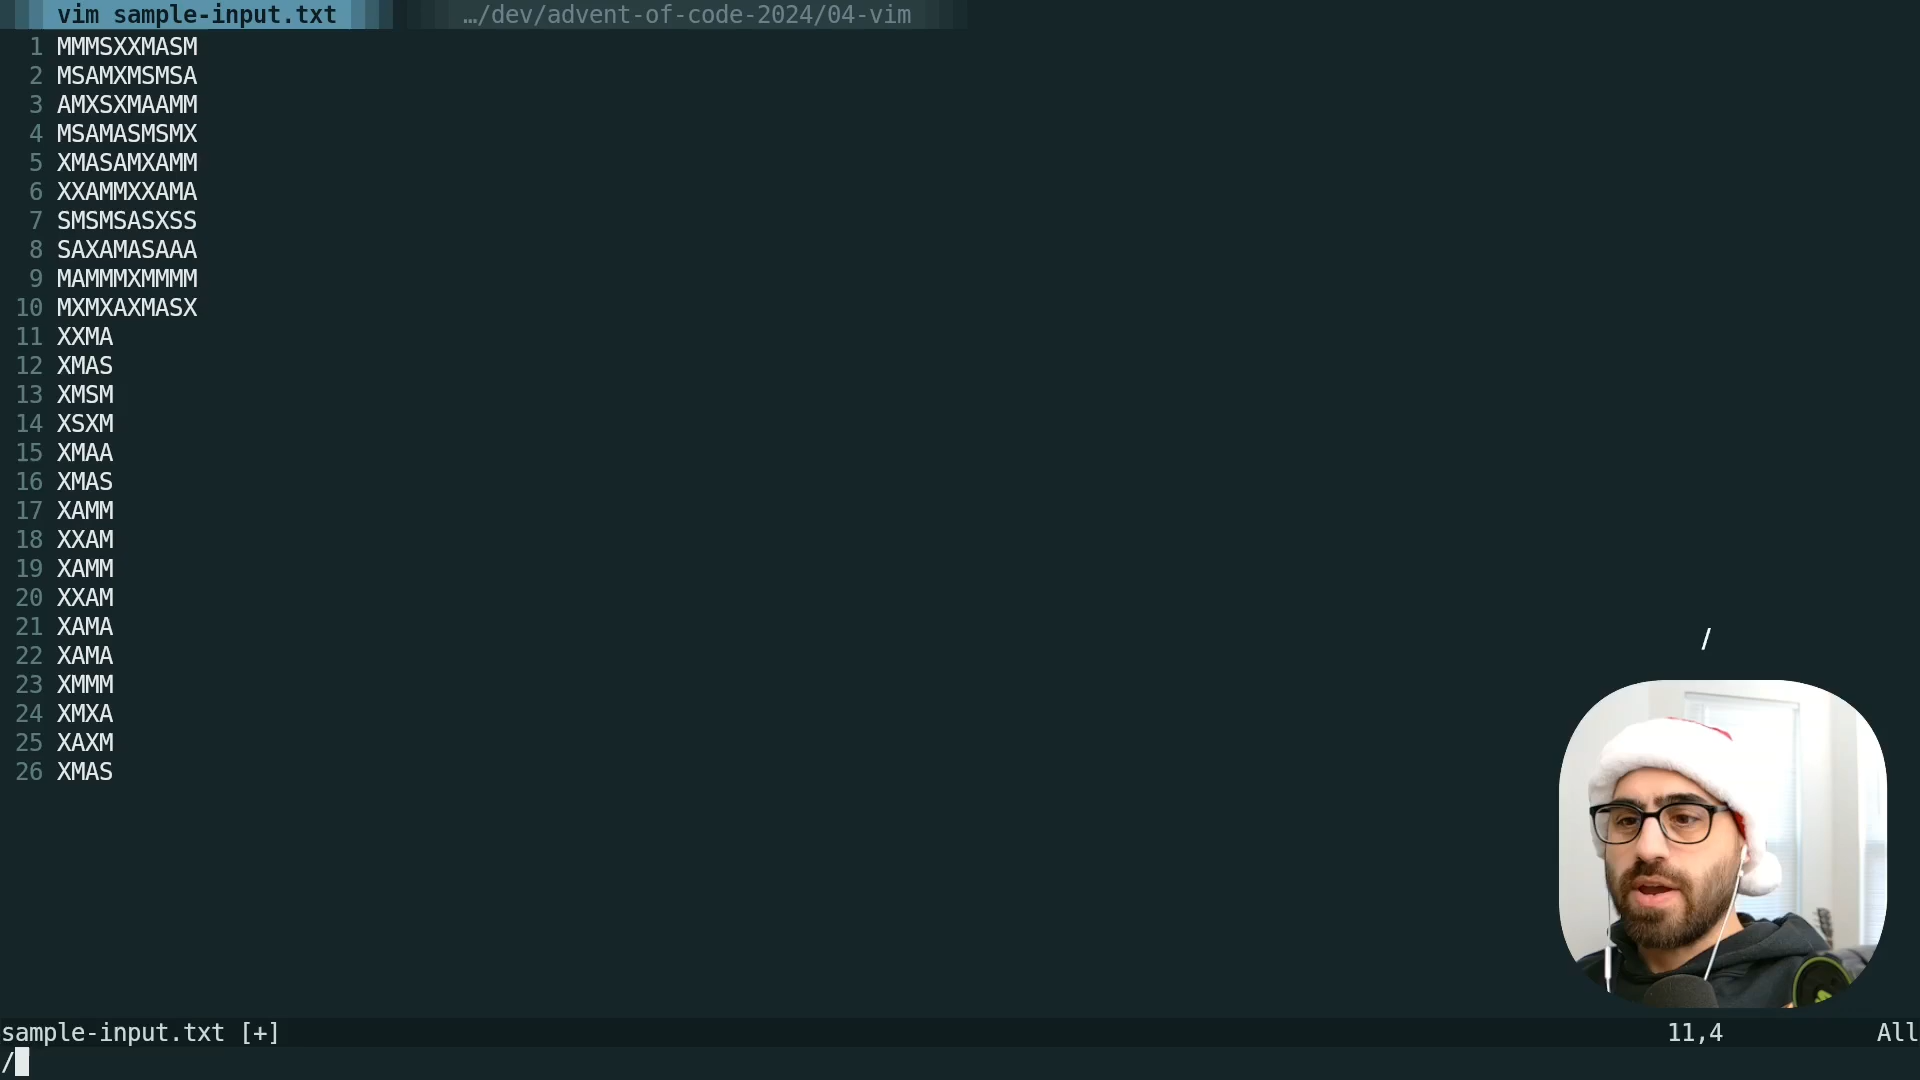 vim sample-input.txt
…/dev/advent-of-code-2024/04-vim
1 MMMSXXMASM
2 MSAMXMSMSA
3 AMXSXMAAMM
4 MSAMASMSMX
5 XMASAMXAMM
6 XXAMMXXAMA
7 SMSMSASXSS
8 SAXAMASAAA
9 MAMMMXMMMM
10 MXMXAXMASX
11 XXMA
12 XMAS
13 XMSM
14 XSXM
15 XMAA
16 XMAS
17 XAMM
18 XXAM
19 XAMM
20 XXAM
21 XAMA
22 XAMA
23 XMMM
24 XMXA
25 XAXM
26 XMAS
/
sample-input.txt [+] 11,4 All
/